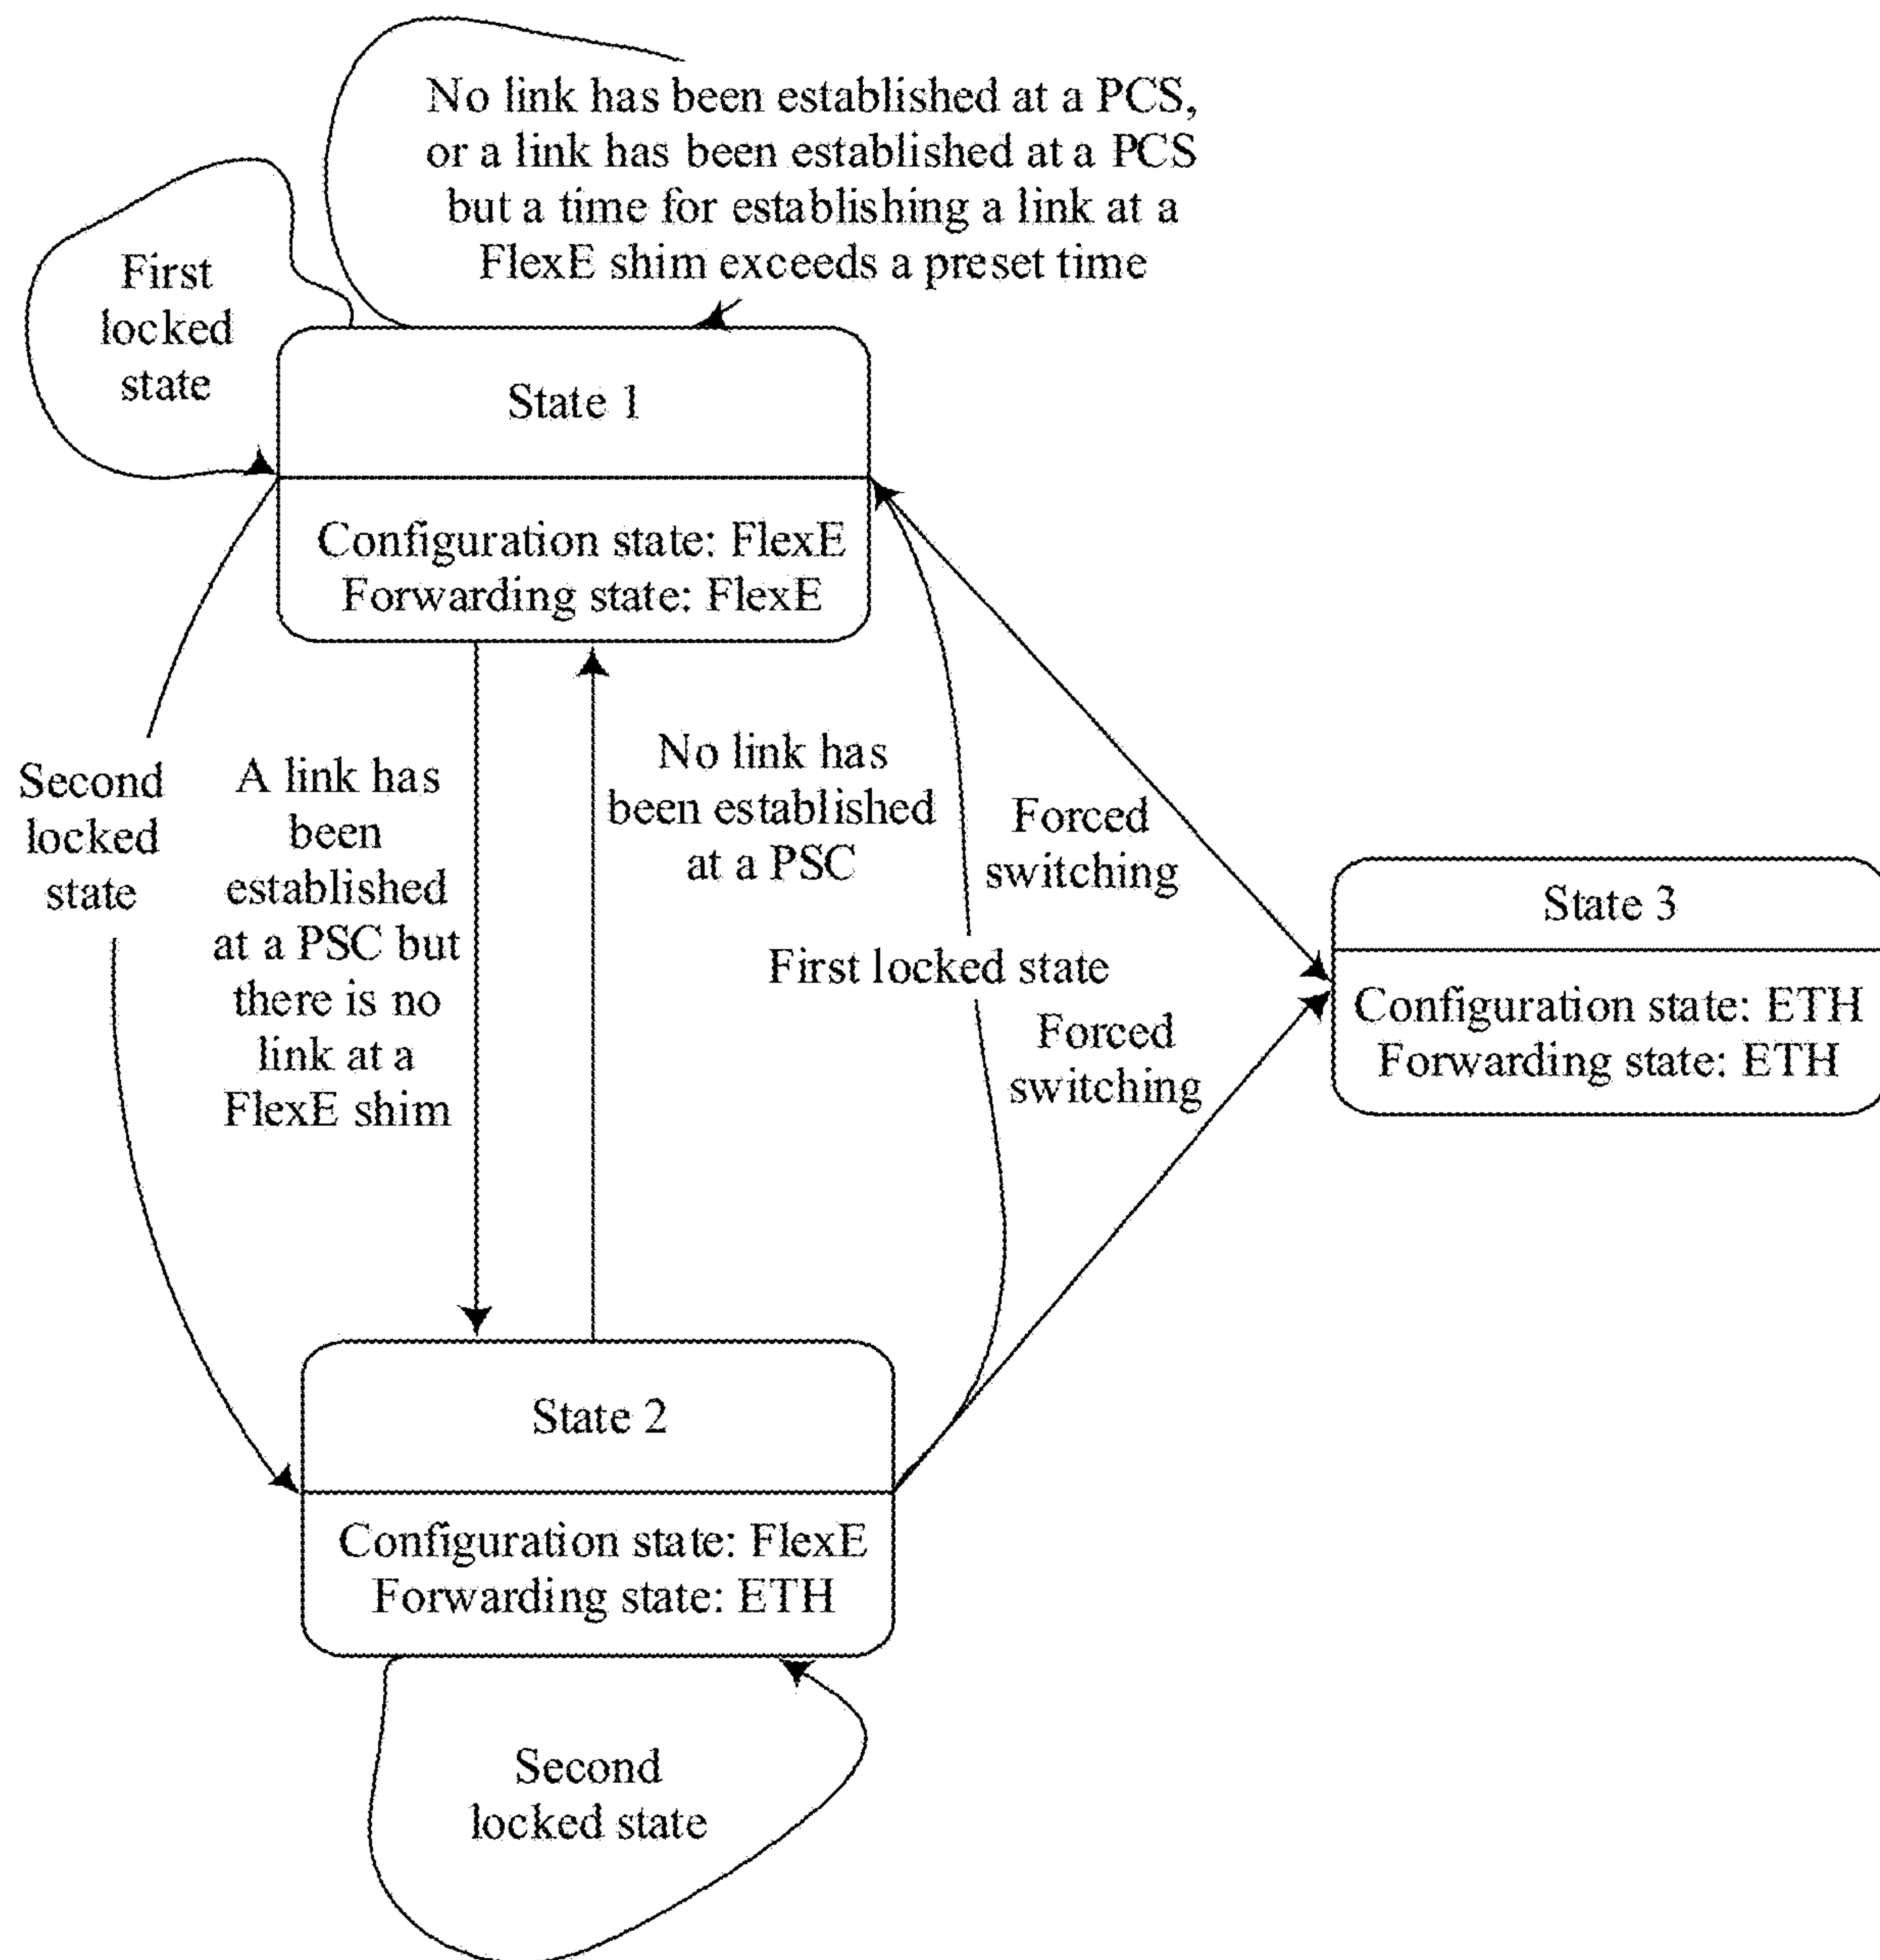 No link has been established at a PCS,
or a link has been established at a PCS
but a time for establishing a link at a
FlexE shim exceeds a preset time
First
locked
state
State 1
Configuration state: FlexE
Forwarding state: FlexE
Second
locked
state
A link has
been
established
at a PSC but
there is no
link at a
FlexE shim
No link has
been established
at a PSC
Forced
switching
First locked state
Forced
switching
State 3
Configuration state: ETH
Forwarding state: ETH
State 2
Configuration state: FlexE
Forwarding state: ETH
Second
locked state